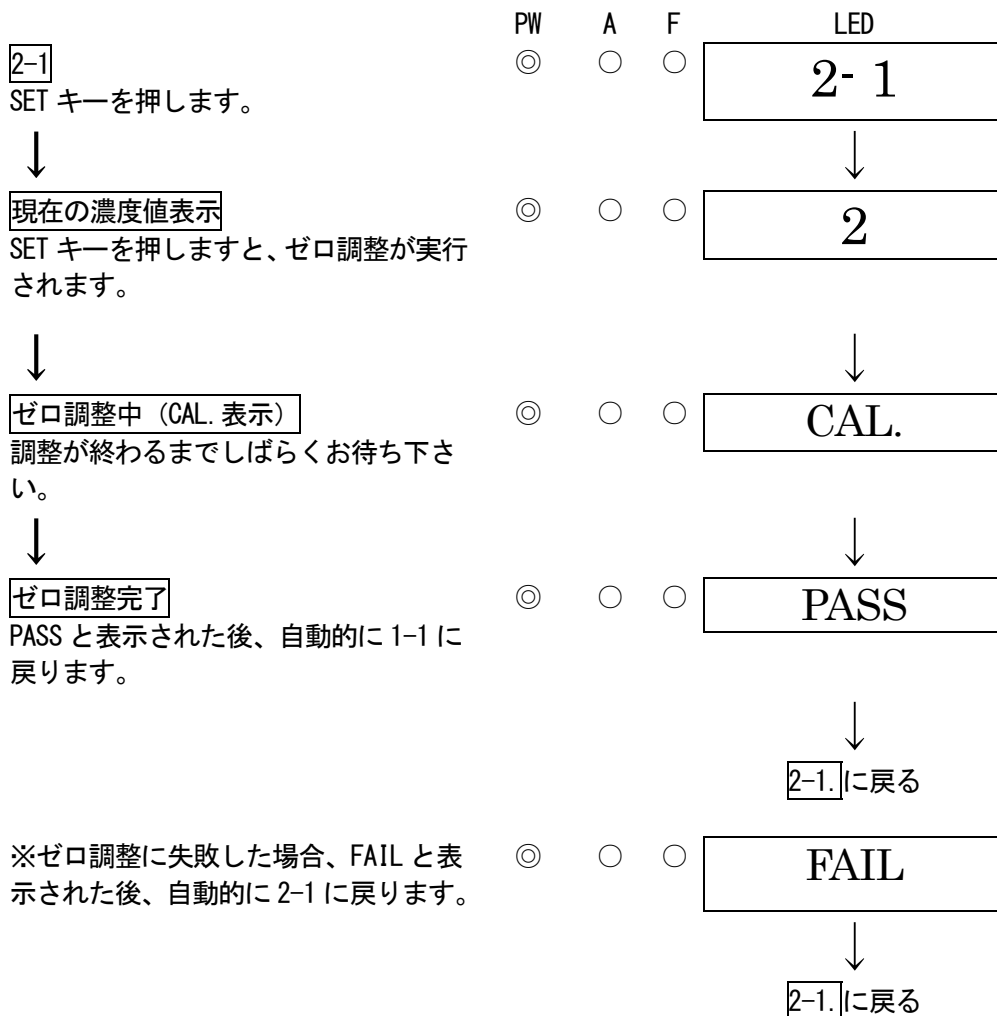 PW A F LED
2-1 ◎ ○ ○ 2- 1
SET キーを押します。
↓ ↓
現在の濃度値表示 ◎ ○ ○ 2
SET キーを押しますと、ゼロ調整が実行
されます。
↓ ↓
ゼロ調整中（CAL.表示） ◎ ○ ○ CAL.
調整が終わるまでしばらくお待ち下さ
い。
↓ ↓
ゼロ調整完了 ◎ ○ ○ PASS
PASS と表示された後、自動的に 1-1 に
戻ります。
↓
2-1.に戻る
※ゼロ調整に失敗した場合、FAIL と表 ◎ ○ ○ FAIL
示された後、自動的に 2-1 に戻ります。
↓
2-1.に戻る